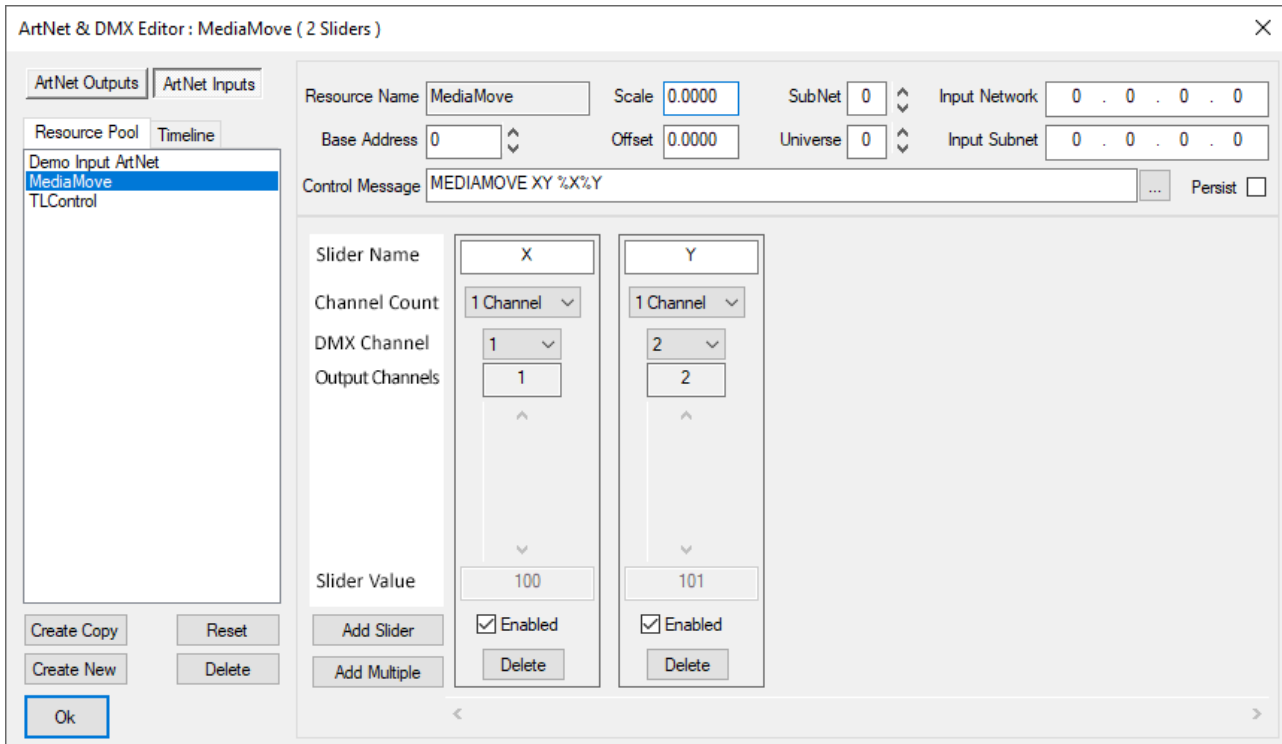 ArtNet & DMX Editor : MediaMove ( 2 Sliders )
ArtNet Outputs ArtNet Inputs
Resource Pool Timeline
Demo Input ArtNet
MediaMove
TLControl
Create Copy Reset
Create New Delete
Ok
Resource Name MediaMove Scale 0.0000 SubNet 0 Input Network 0 . 0 . 0 . 0
Base Address 0 Offset 0.0000 Universe 0 Input Subnet 0 . 0 . 0 . 0
Control Message MEDIAMOVE XY %X%Y ... Persist
Slider Name X Y
Channel Count 1 Channel 1 Channel
DMX Channel 1 2
Output Channels 1 2
Slider Value 100 101
Add Slider Enabled Enabled
Add Multiple Delete Delete